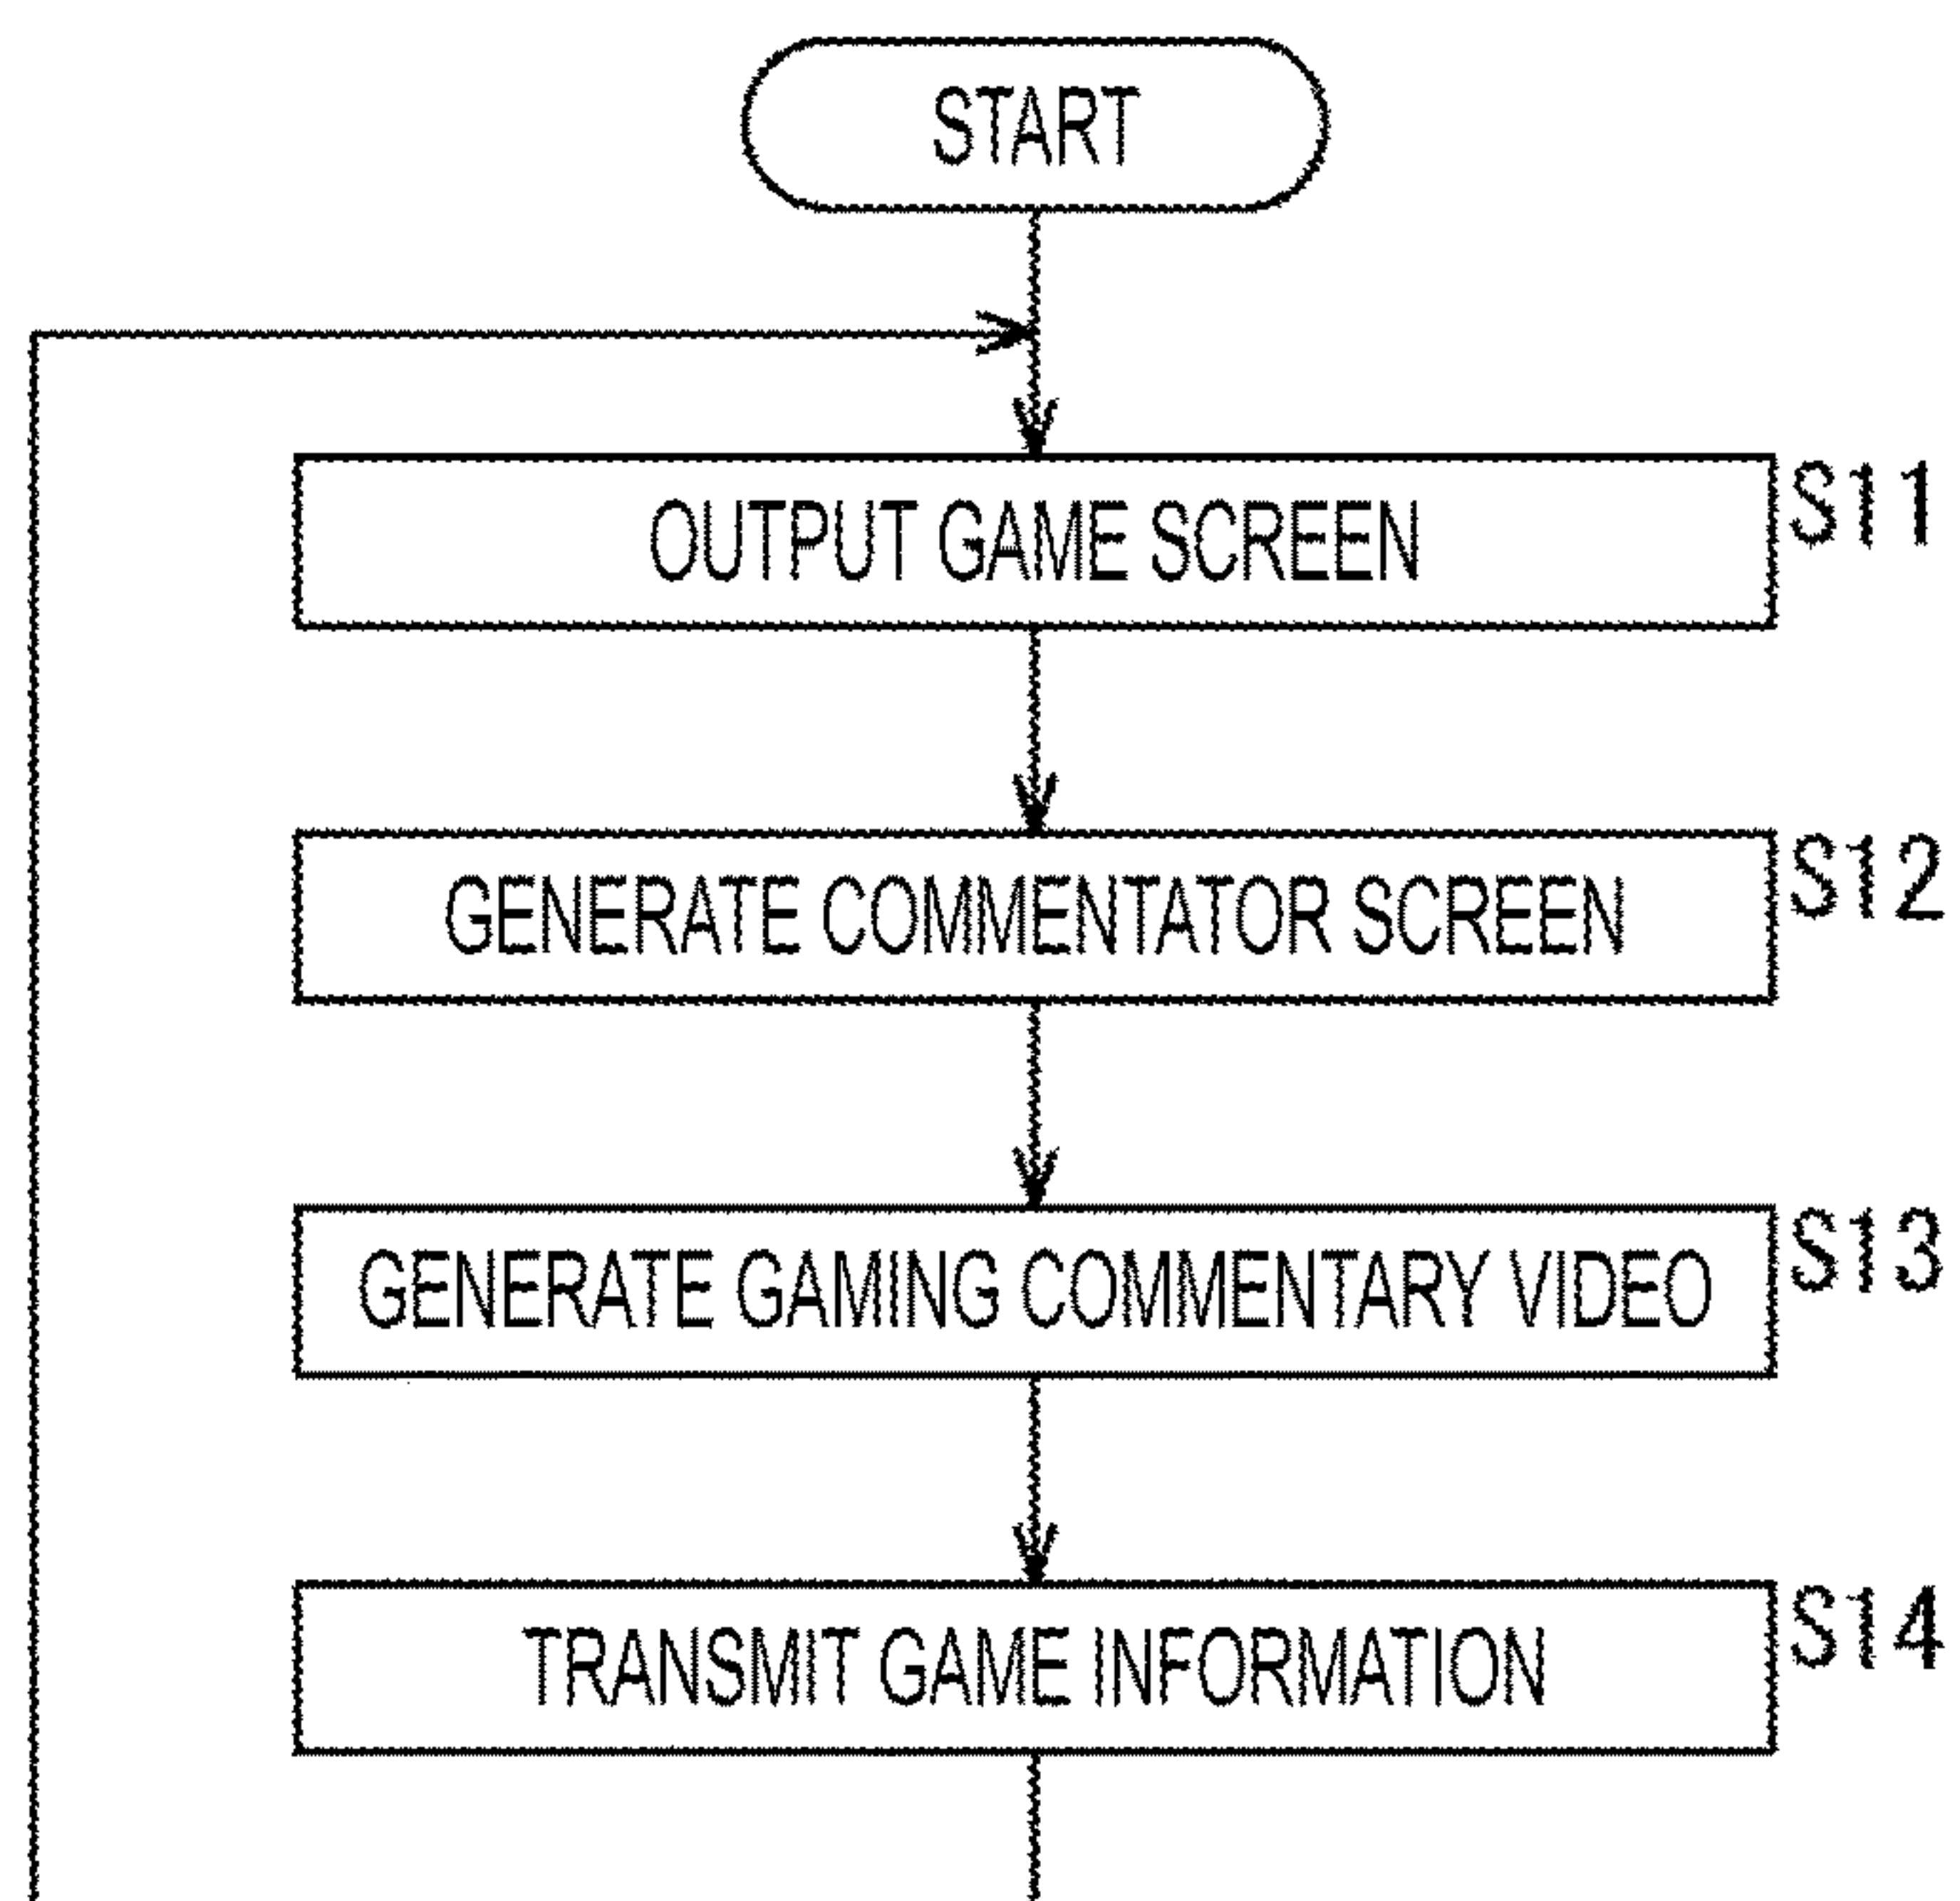 START
OUTPUT GAME SCREEN S11
GENERATE COMMENTATOR SCREEN S12
GENERATE GAMING COMMENTARY VIDEO S13
TRANSMIT GAME INFORMATION S14